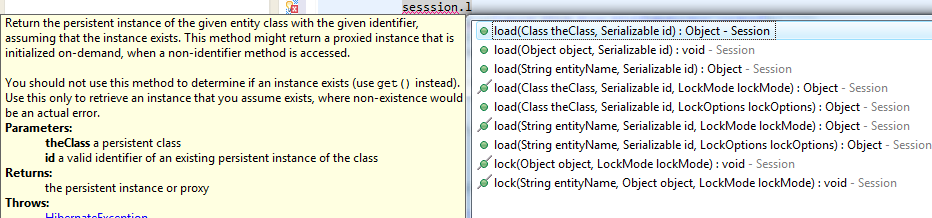 sesssion.l
Return the persistent instance of the given entity class with the given identifier,
assuming that the instance exists. This method might return a proxied instance that is
initialized on-demand, when a non-identifier method is accessed.
You should not use this method to determine if an instance exists (use get() instead).
Use this only to retrieve an instance that you assume exists, where non-existence would
be an actual error.
Parameters:
theClass a persistent class
id a valid identifier of an existing persistent instance of the class
Returns:
the persistent instance or proxy
Throws:
HibernateException
load(Class theClass, Serializable id) : Object - Session
load(Object object, Serializable id) : void - Session
load(String entityName, Serializable id) : Object - Session
load(Class theClass, Serializable id, LockMode lockMode) : Object - Session
load(Class theClass, Serializable id, LockOptions lockOptions) : Object - Session
load(String entityName, Serializable id, LockMode lockMode) : Object - Session
load(String entityName, Serializable id, LockOptions lockOptions) : Object - Session
lock(Object object, LockMode lockMode) : void - Session
lock(String entityName, Object object, LockMode lockMode) : void - Session